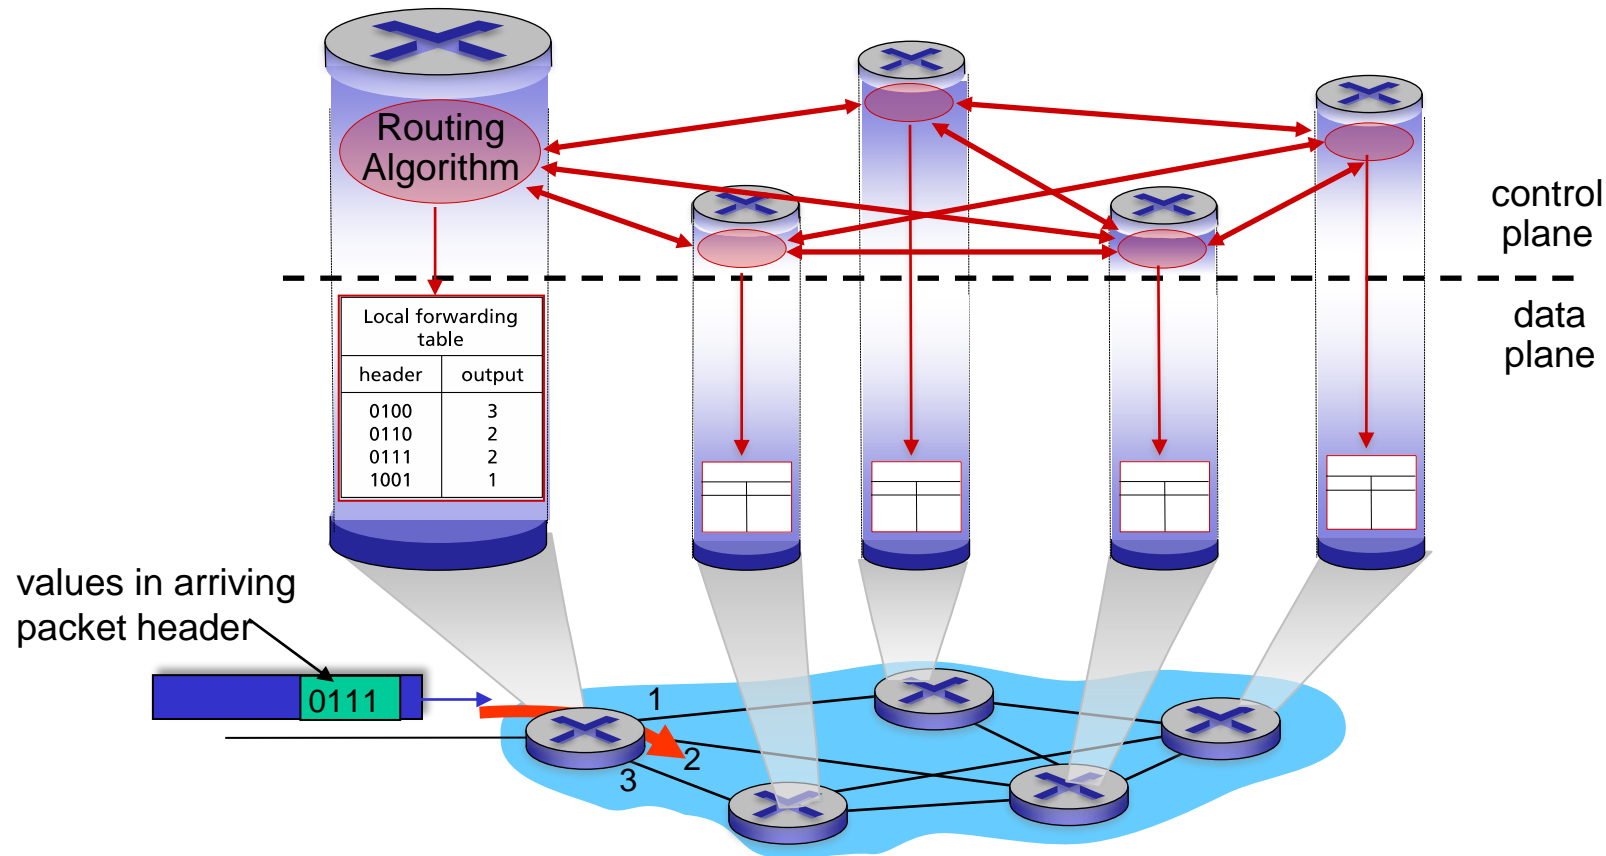 Routing
Algorithm
control
plane
data
plane
Local forwarding
table
header output
0100 3
0110 2
0111 2
1001 1
values in arriving
packet header
0111
1
2
3